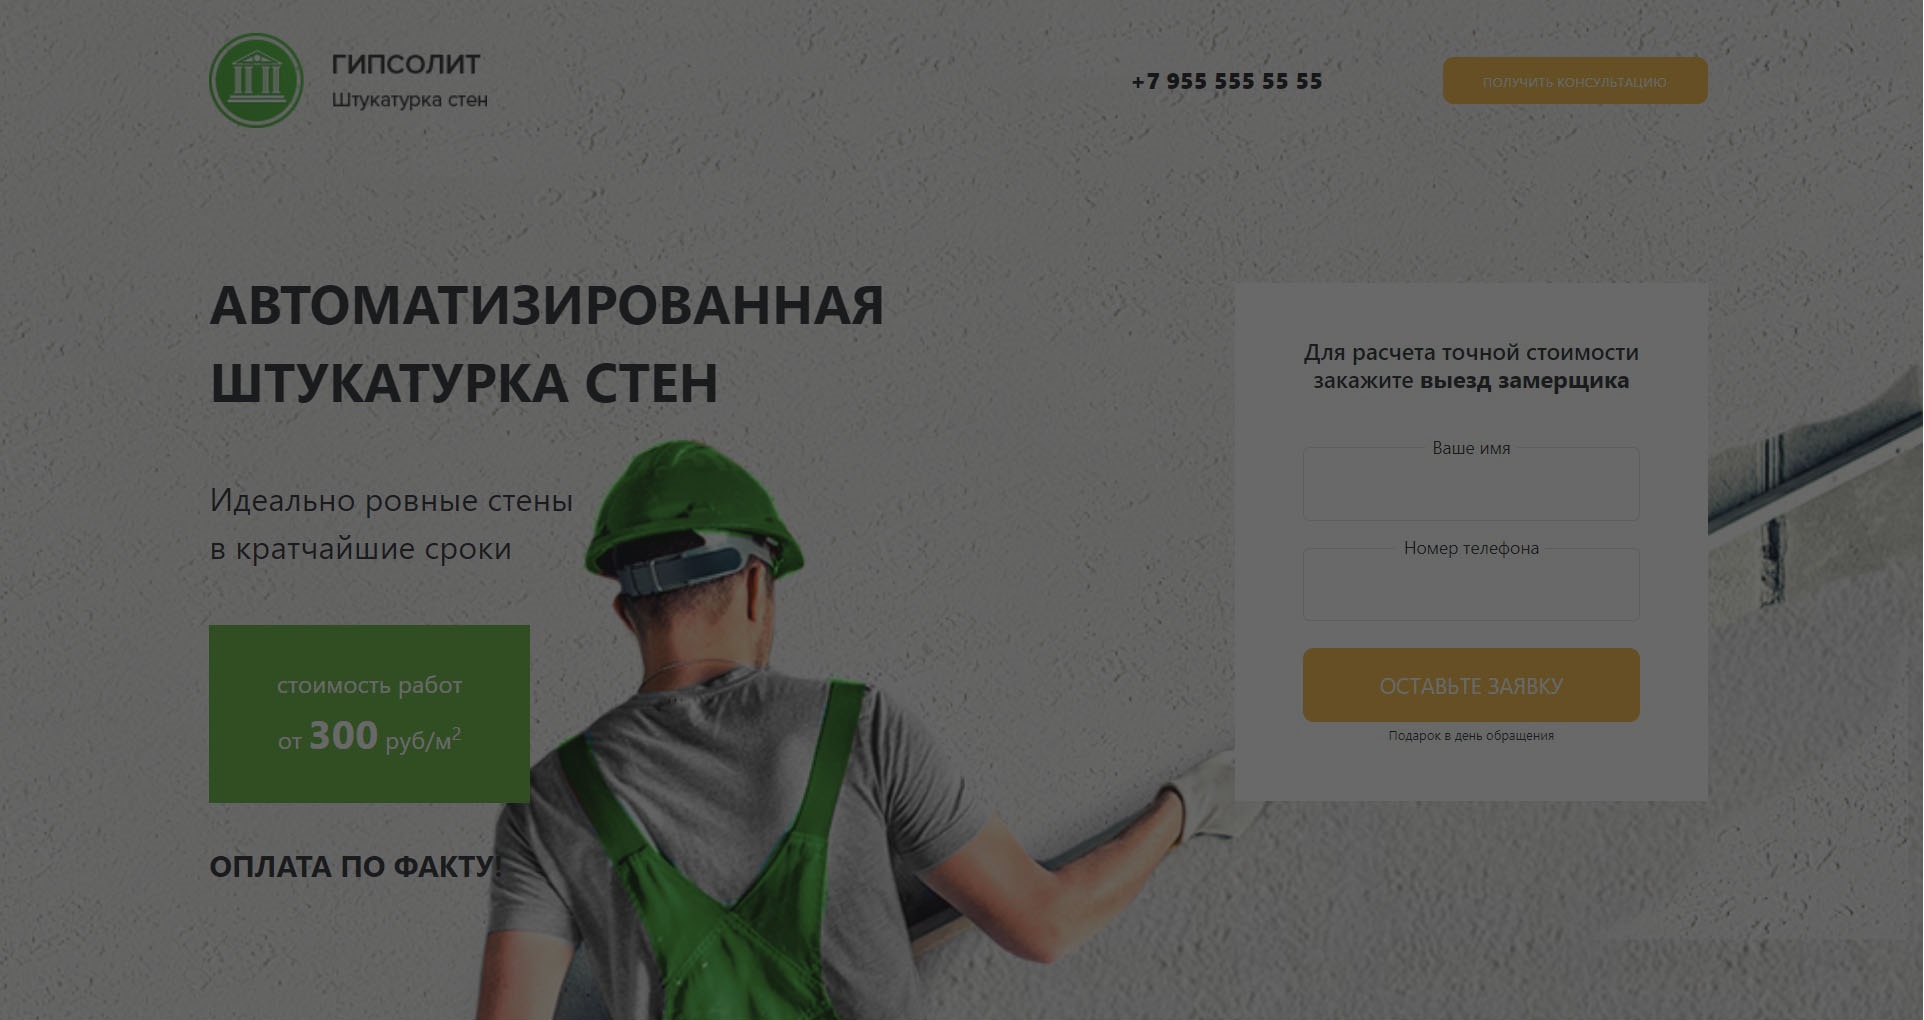 ГИПСОЛИТ
Штукатурка стен
+7 955 555 55 55
ПОЛУЧИТЬ КОНСУЛЬТАЦИЮ
АВТОМАТИЗИРОВАННАЯ
ШТУКАТУРКА СТЕН
Идеально ровные стены
в кратчайшие сроки
стоимость работ
от 300 руб/м²
ОПЛАТА ПО ФАКТУ!
Для расчета точной стоимости
закажите выезд замерщика
Ваше имя
Номер телефона
ОСТАВЬТЕ ЗАЯВКУ
Подарок в день обращения